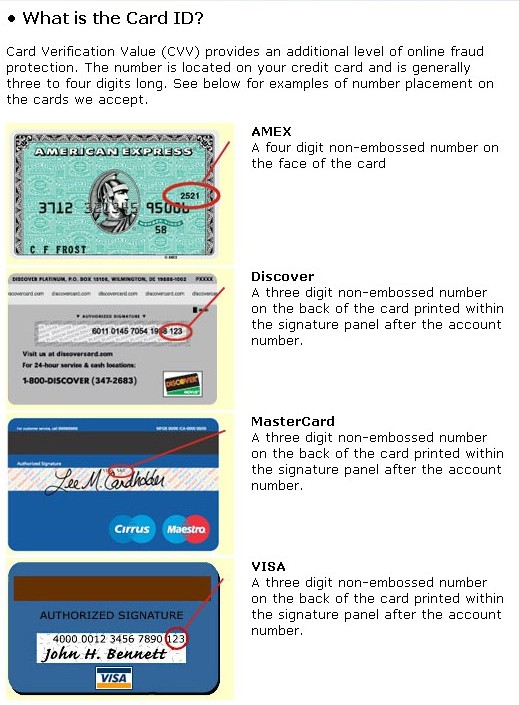 • What is the Card ID?
Card Verification Value (CVV) provides an additional level of online fraud
protection. The number is located on your credit card and is generally
three to four digits long. See below for examples of number placement on
the cards we accept.
AMERICAN EXPRESS
2521
3712
95006
58
C F FROST
AMEX
A four digit non-embossed number on
the face of the card
DISCOVER PLATINUM, P.O. BOX 15156, WILMINGTON, DE 19886-1002 PXXXX
discovercard.com discovercard.com discovercard.com
▼ AUTHORIZED SIGNATURE ▼
6011 0145 7054 1998 123
Visit us at discovercard.com
For 24-hour service & cash locations:
1-800-DISCOVER (347-2683)
DISCOVER
NOVUS
Discover
A three digit non-embossed number
on the back of the card printed within
the signature panel after the account
number.
Authorized Signature
Lee M. Cardholder
Cirrus
Maestro
MasterCard
A three digit non-embossed number
on the back of the card printed within
the signature panel after the account
number.
AUTHORIZED SIGNATURE
4000 0012 3456 7890 123
John H. Bennett
VISA
VISA
A three digit non-embossed number
on the back of the card printed within
the signature panel after the account
number.